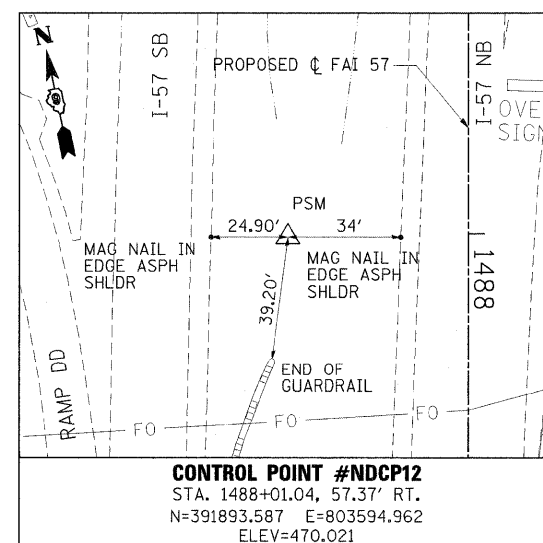 N
I-57 SB
PROPOSED ℄ FAI 57
I-57 NB
OVE
SIGN
PSM
24.90'
34'
MAG NAIL IN
EDGE ASPH
SHLDR
MAG NAIL IN
EDGE ASPH
SHLDR
39.20'
1488
END OF
GUARDRAIL
RAMP DD
FO
FO
FO
CONTROL POINT #NDCP12
STA. 1488+01.04, 57.37' RT.
N=391893.587 E=803594.962
ELEV=470.021